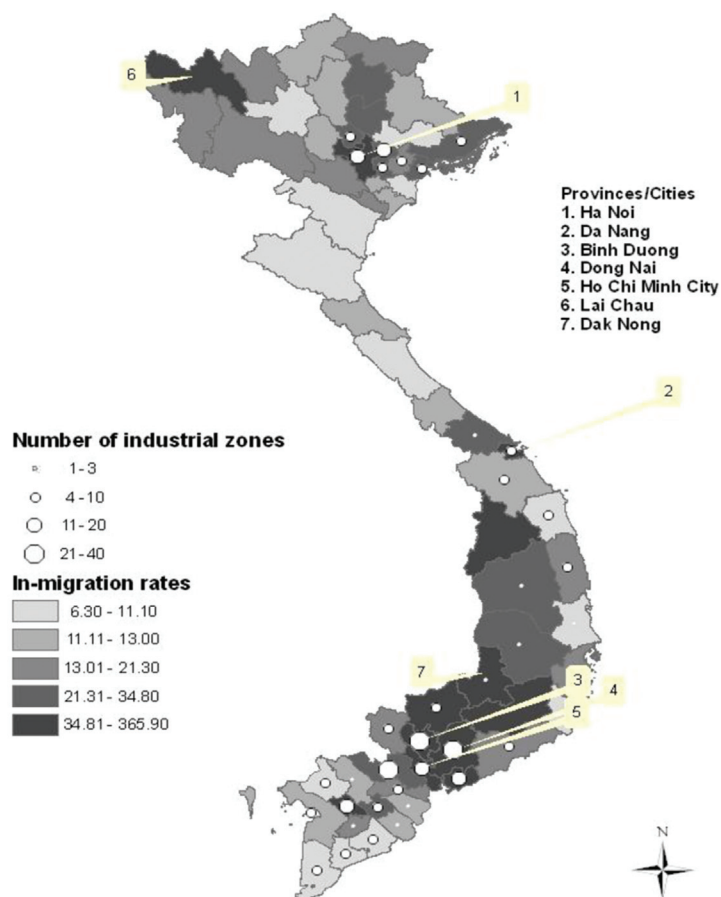 6
1
Provinces/Cities
1. Ha Noi
2. Da Nang
3. Binh Duong
4. Dong Nai
5. Ho Chi Minh City
6. Lai Chau
7. Dak Nong
2
Number of industrial zones
1-3
4-10
11-20
21-40
In-migration rates
6.30 - 11.10
11.11 - 13.00
13.01 - 21.30
21.31 - 34.80
34.81 - 365.90
7
3
4
5
N